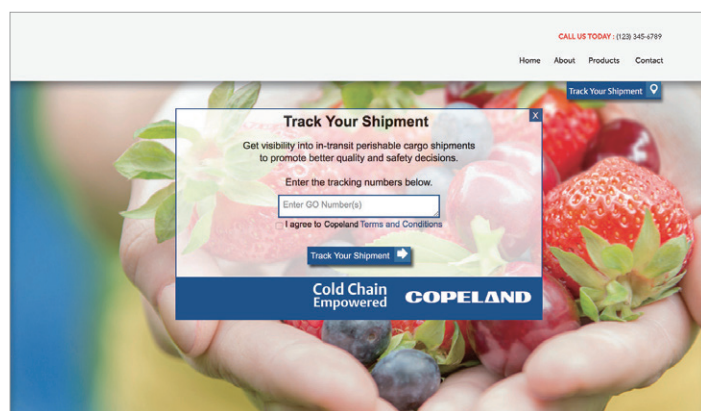 CALL US TODAY : (123) 345-6789
Home About Products Contact
Track Your Shipment
Track Your Shipment
X
Get visibility into in-transit perishable cargo shipments
to promote better quality and safety decisions.
Enter the tracking numbers below.
Enter GO Number(s)
I agree to Copeland Terms and Conditions
Track Your Shipment
Cold Chain
Empowered
COPELAND